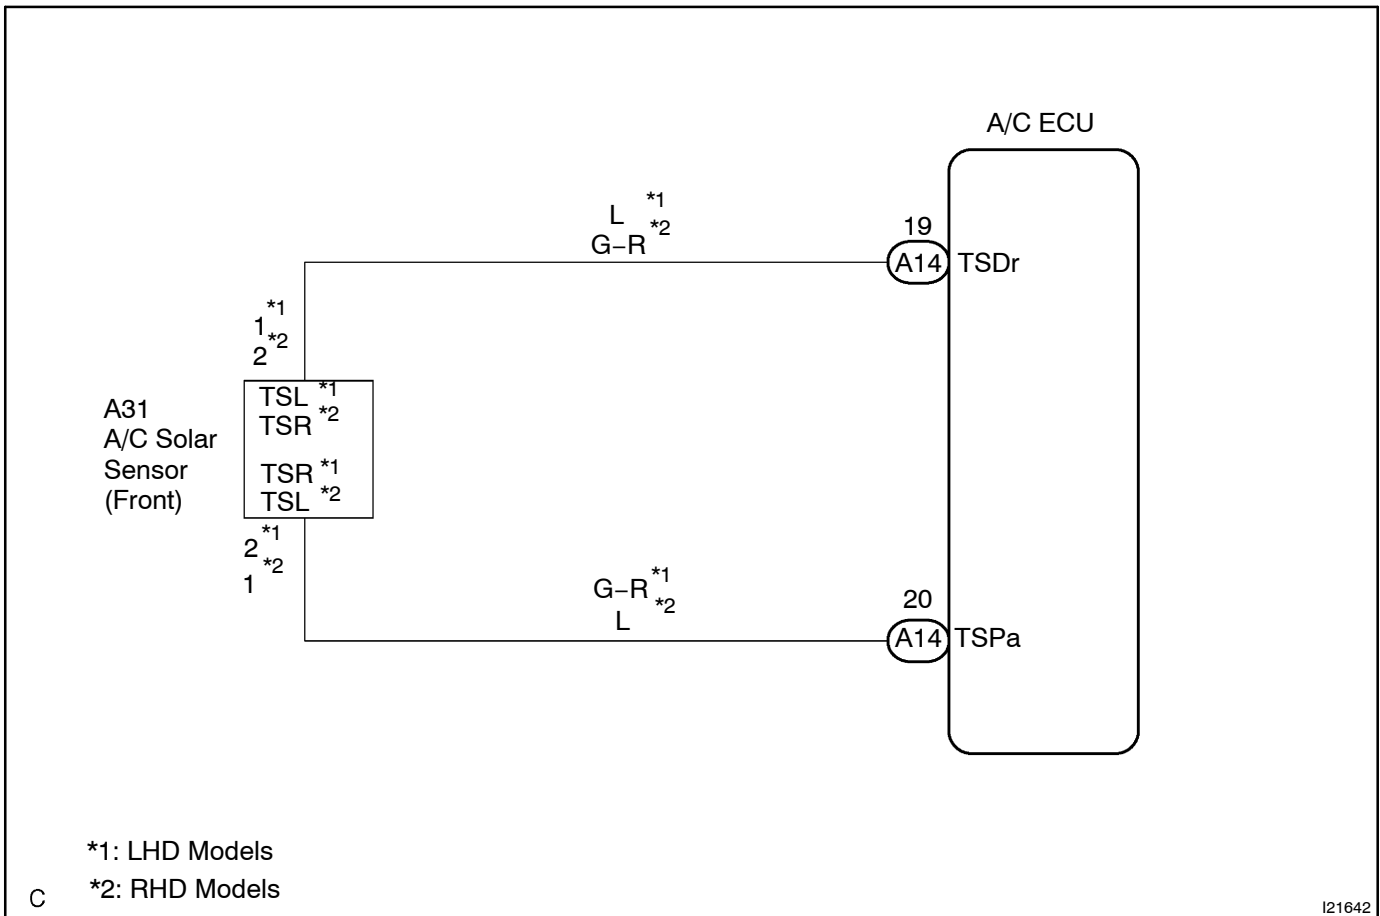 A/C ECU
L *1
G–R *2
19
A14 TSDr
1 *1
2 *2
TSL *1
TSR *2
A31
A/C Solar
Sensor
(Front)
TSR *1
TSL *2
2 *1
1 *2
G–R *1
L *2
20
A14 TSPa
*1: LHD Models
*2: RHD Models
C
I21642